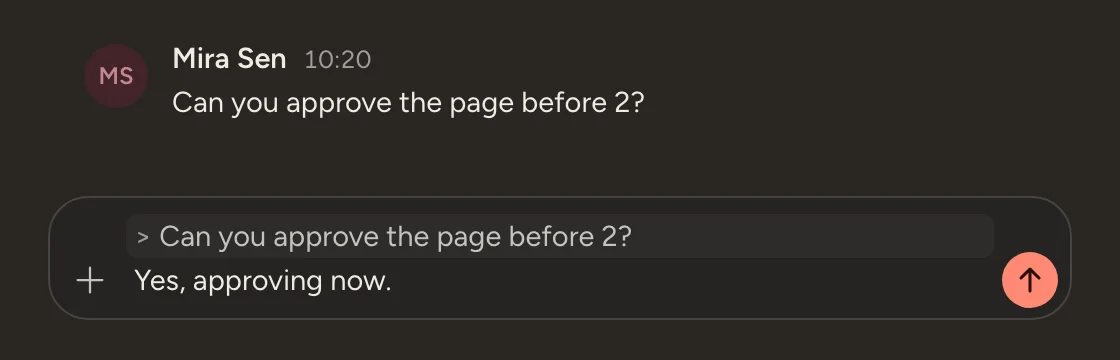 MS
Mira Sen 10:20
Can you approve the page before 2?
> Can you approve the page before 2?
Yes, approving now.